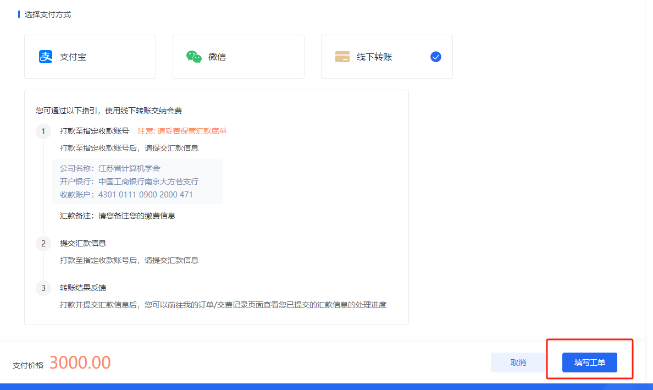 选择支付方式
支付宝
微信
线下转账
您可通过以下指引，使用线下转账交纳会费
1 打款至指定收款账号 注意: 请妥善保管汇款底单
打款至指定收款账号后，请提交汇款信息
公司名称：江苏省计算机学会
开户银行：中国工商银行南京大方巷支行
收款账户：4301 0111 0900 2000 471
汇款备注：请您备注您的缴费信息
2 提交汇款信息
打款至指定收款账号后，请提交汇款信息
3 转账结果反馈
打款并提交汇款信息后，您可以前往我的订单/交费记录页面查看您已提交的汇款信息的处理进度
支付价格 3000.00
取消
填写工单